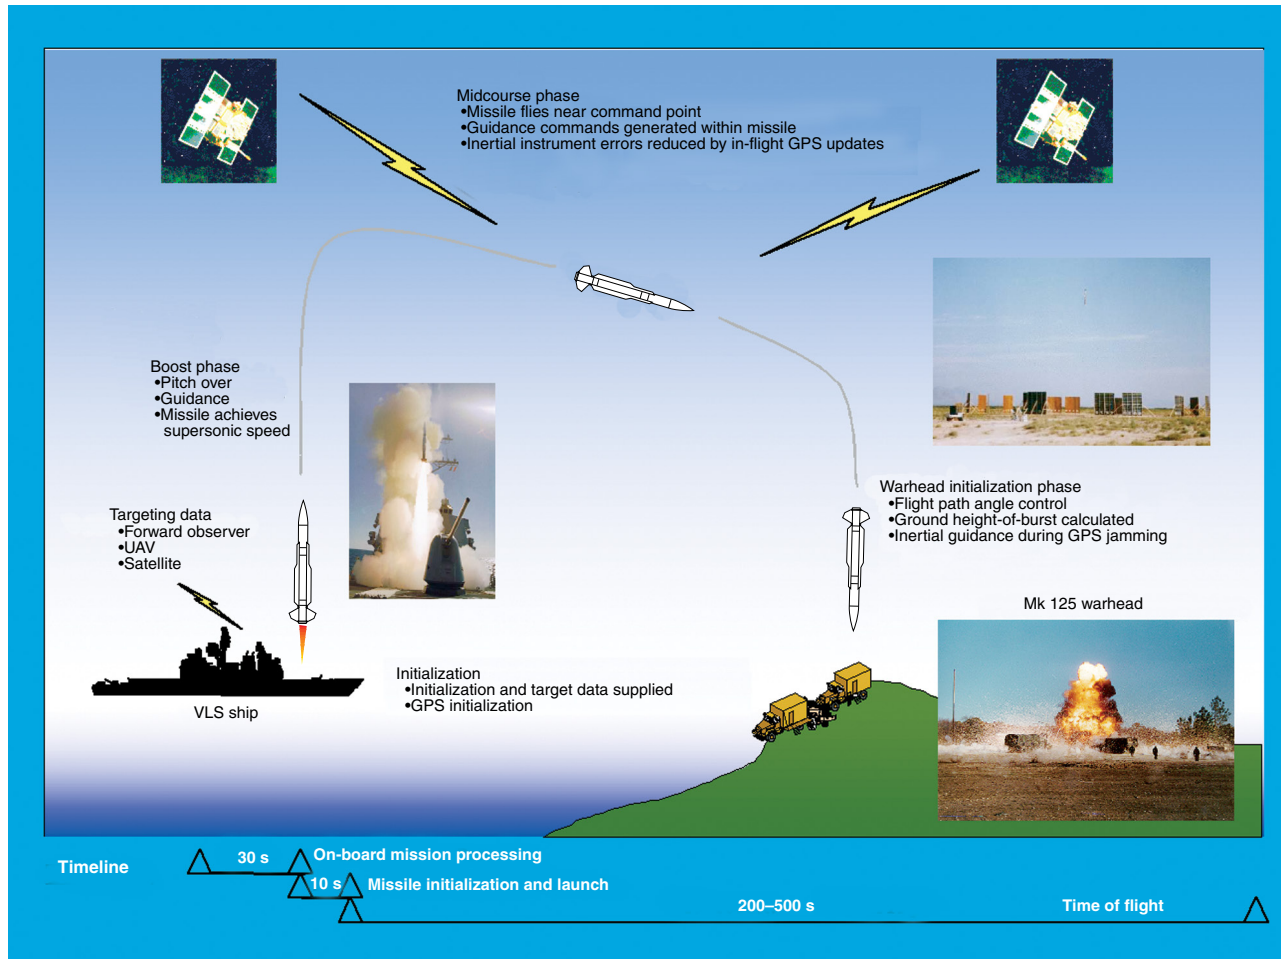 Midcourse phase
•Missile flies near command point
•Guidance commands generated within missile
•Inertial instrument errors reduced by in-flight GPS updates
Boost phase
•Pitch over
•Guidance
•Missile achieves
supersonic speed
Targeting data
•Forward observer
•UAV
•Satellite
VLS ship
Initialization
•Initialization and target data supplied
•GPS initialization
Warhead initialization phase
•Flight path angle control
•Ground height-of-burst calculated
•Inertial guidance during GPS jamming
Mk 125 warhead
Timeline
30 s
On-board mission processing
10 s
Missile initialization and launch
200–500 s
Time of flight